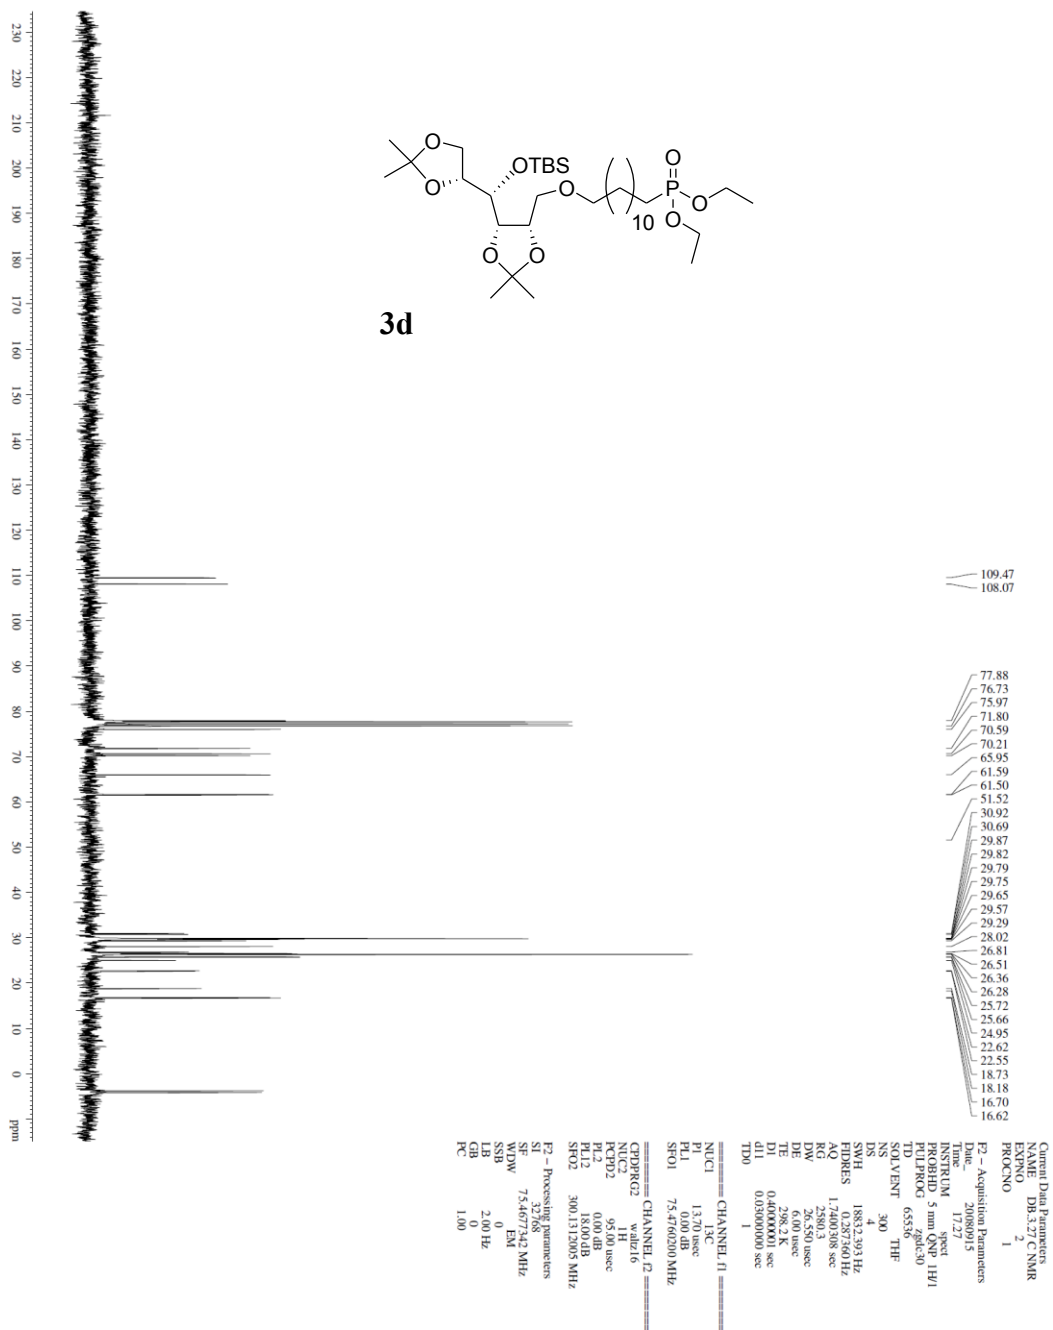 O
O
OTBS
O
O
P
O
O
10
O
O
3d
109.47
108.07
77.88
76.73
75.97
71.80
70.59
70.21
65.95
61.59
61.50
51.52
30.92
30.69
29.87
29.82
29.79
29.75
29.65
29.57
29.29
28.02
26.81
26.51
26.36
26.28
25.72
25.66
24.95
22.62
22.55
18.73
18.18
16.70
16.62
230 220 210 200 190 180 170 160 150 140 130 120 110 100 90 80 70 60 50 40 30 20 10 0 ppm
Current Data Parameters
NAME DB.3.27 C NMR
EXPNO 2
PROCNO 1
F2 - Acquisition Parameters
Date_ 20080915
Time 17.27
INSTRUM spect
PROBHD 5 mm QNP 1H/1
PULPROG zgdc30
TD 65536
SOLVENT THF
NS 300
DS 4
SWH 18832.393 Hz
FIDRES 0.287360 Hz
AQ 1.7400308 sec
RG 2580.3
DW 26.550 usec
DE 6.00 usec
TE 298.2 K
D1 0.40000001 sec
d11 0.03000000 sec
TD0 1
======== CHANNEL f1 ========
NUC1 13C
P1 13.70 usec
PL1 0.00 dB
SFO1 75.4760200 MHz
======== CHANNEL f2 ========
CPDPRG2 waltz16
NUC2 1H
PCPD2 95.00 usec
PL2 0.00 dB
PL12 18.00 dB
SFO2 300.1312005 MHz
F2 - Processing parameters
SI 32768
SF 75.4677342 MHz
WDW EM
SSB 0
LB 2.00 Hz
GB 0
PC 1.00